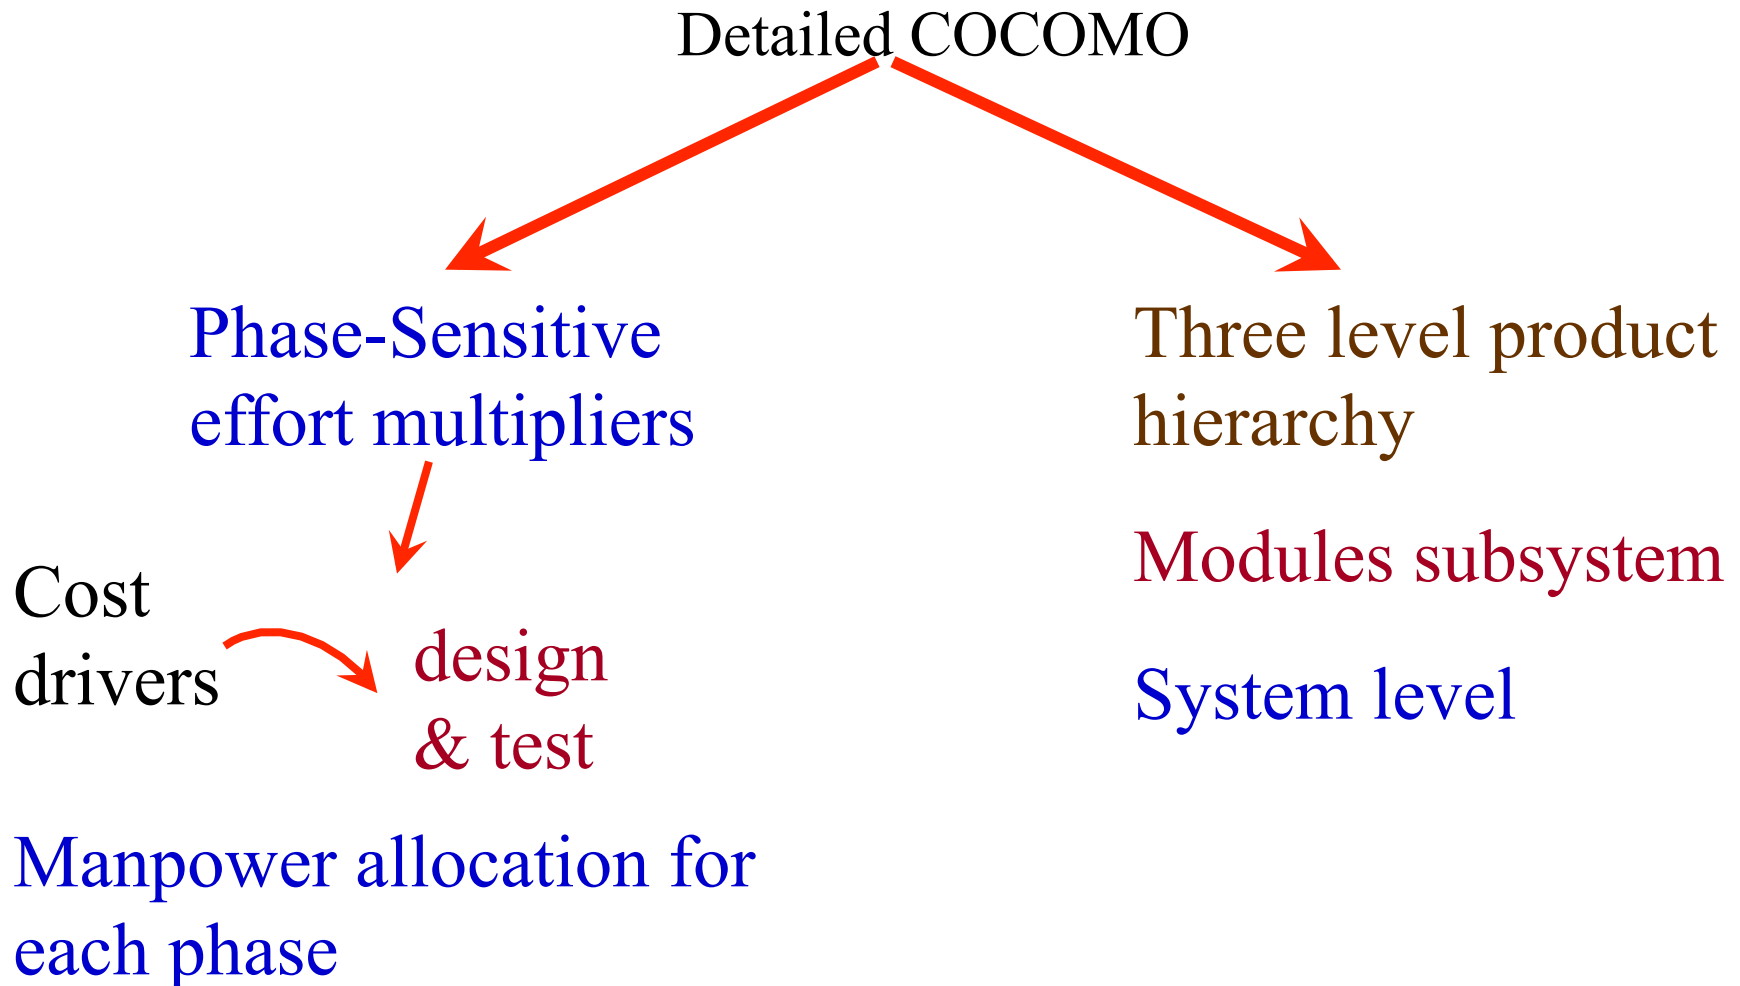 Detailed COCOMO
Phase-Sensitive
effort multipliers
Cost
drivers
design
& test
Manpower allocation for
each phase
Three level product
hierarchy
Modules subsystem
System level